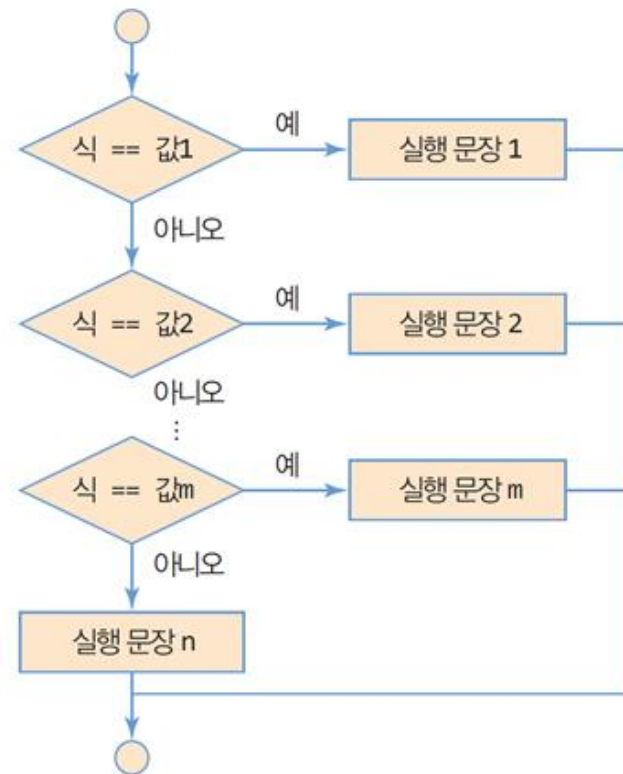 식 == 값1
예
실행 문장 1
아니오
식 == 값2
예
실행 문장 2
아니오
⋮
식 == 값m
예
실행 문장 m
아니오
실행 문장 n